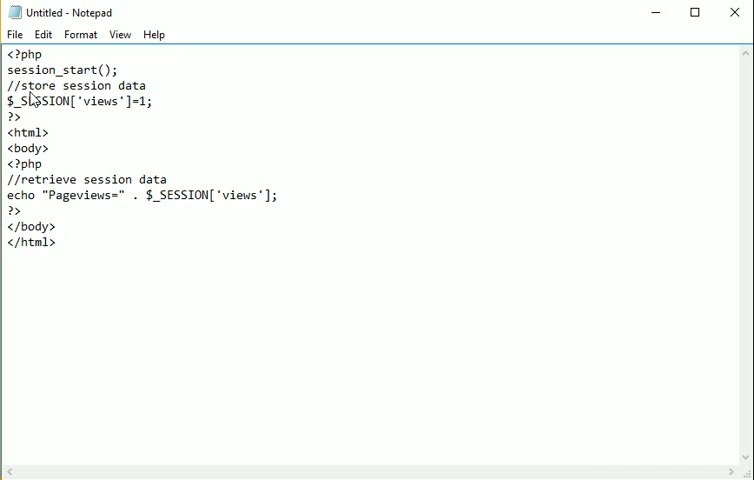 Untitled - Notepad
File Edit Format View Help
<?php
session_start();
//store session data
$_SESSION['views']=1;
?>
<html>
<body>
<?php
//retrieve session data
echo "Pageviews=" . $_SESSION['views'];
?>
</body>
</html>